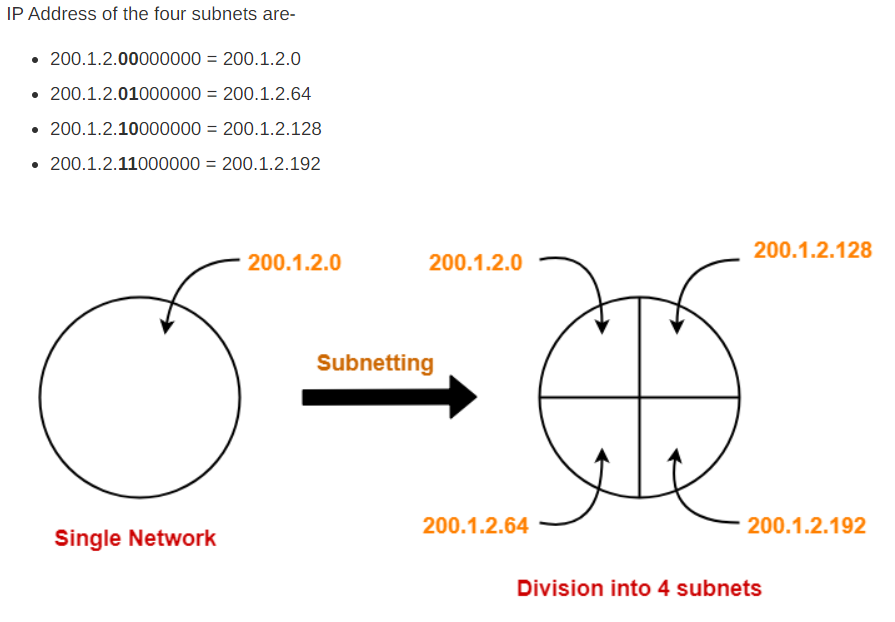 IP Address of the four subnets are-
• 200.1.2.00000000 = 200.1.2.0
• 200.1.2.01000000 = 200.1.2.64
• 200.1.2.10000000 = 200.1.2.128
• 200.1.2.11000000 = 200.1.2.192
200.1.2.0
200.1.2.0
200.1.2.128
Subnetting
200.1.2.64
200.1.2.192
Single Network
Division into 4 subnets